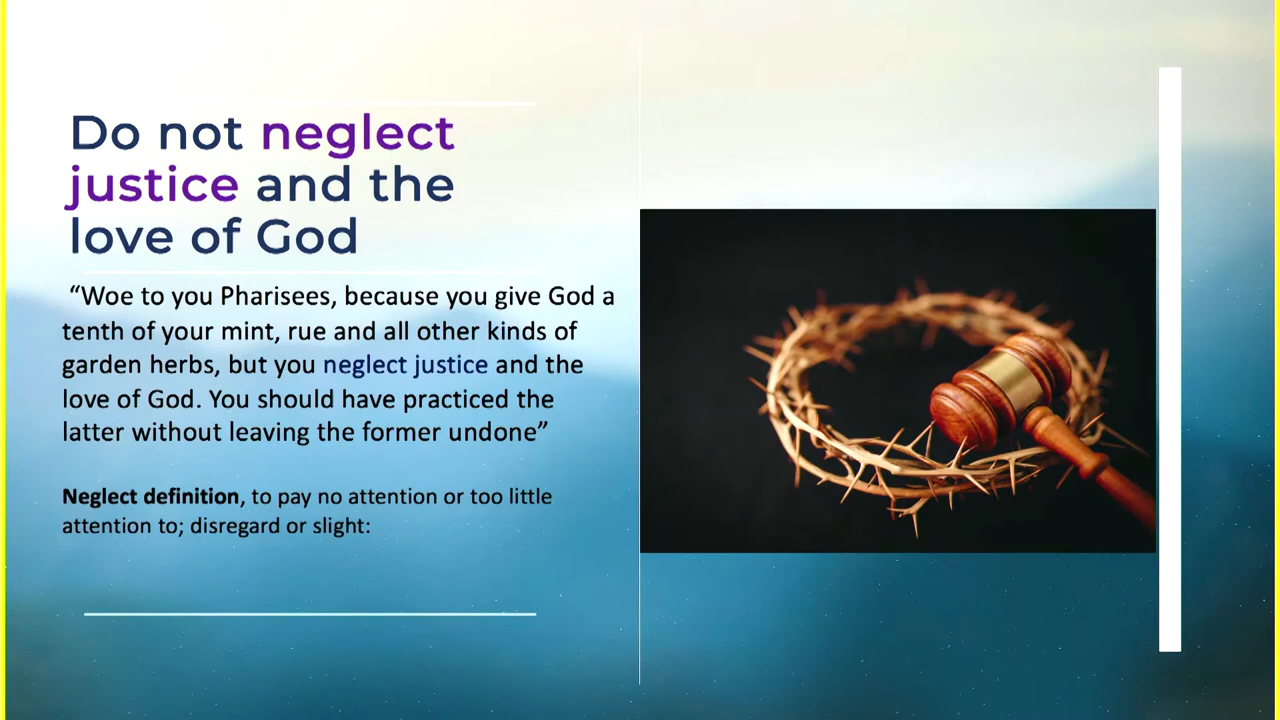 Do not neglect
justice and the
love of God
“Woe to you Pharisees, because you give God a
tenth of your mint, rue and all other kinds of
garden herbs, but you neglect justice and the
love of God. You should have practiced the
latter without leaving the former undone”
Neglect definition, to pay no attention or too little
attention to; disregard or slight: